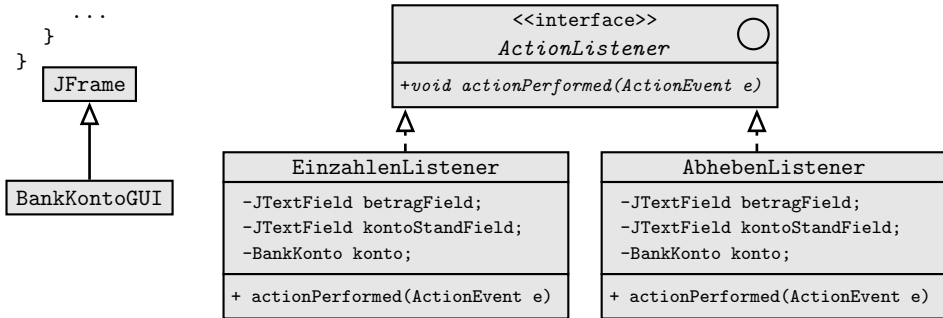 ...
}
}
JFrame
BankKontoGUI
<<interface>>
ActionListener
+void actionPerformed(ActionEvent e)
EinzahlenListener
-JTextField betragField;
-JTextField kontoStandField;
-BankKonto konto;
+ actionPerformed(ActionEvent e)
AbhebenListener
-JTextField betragField;
-JTextField kontoStandField;
-BankKonto konto;
+ actionPerformed(ActionEvent e)